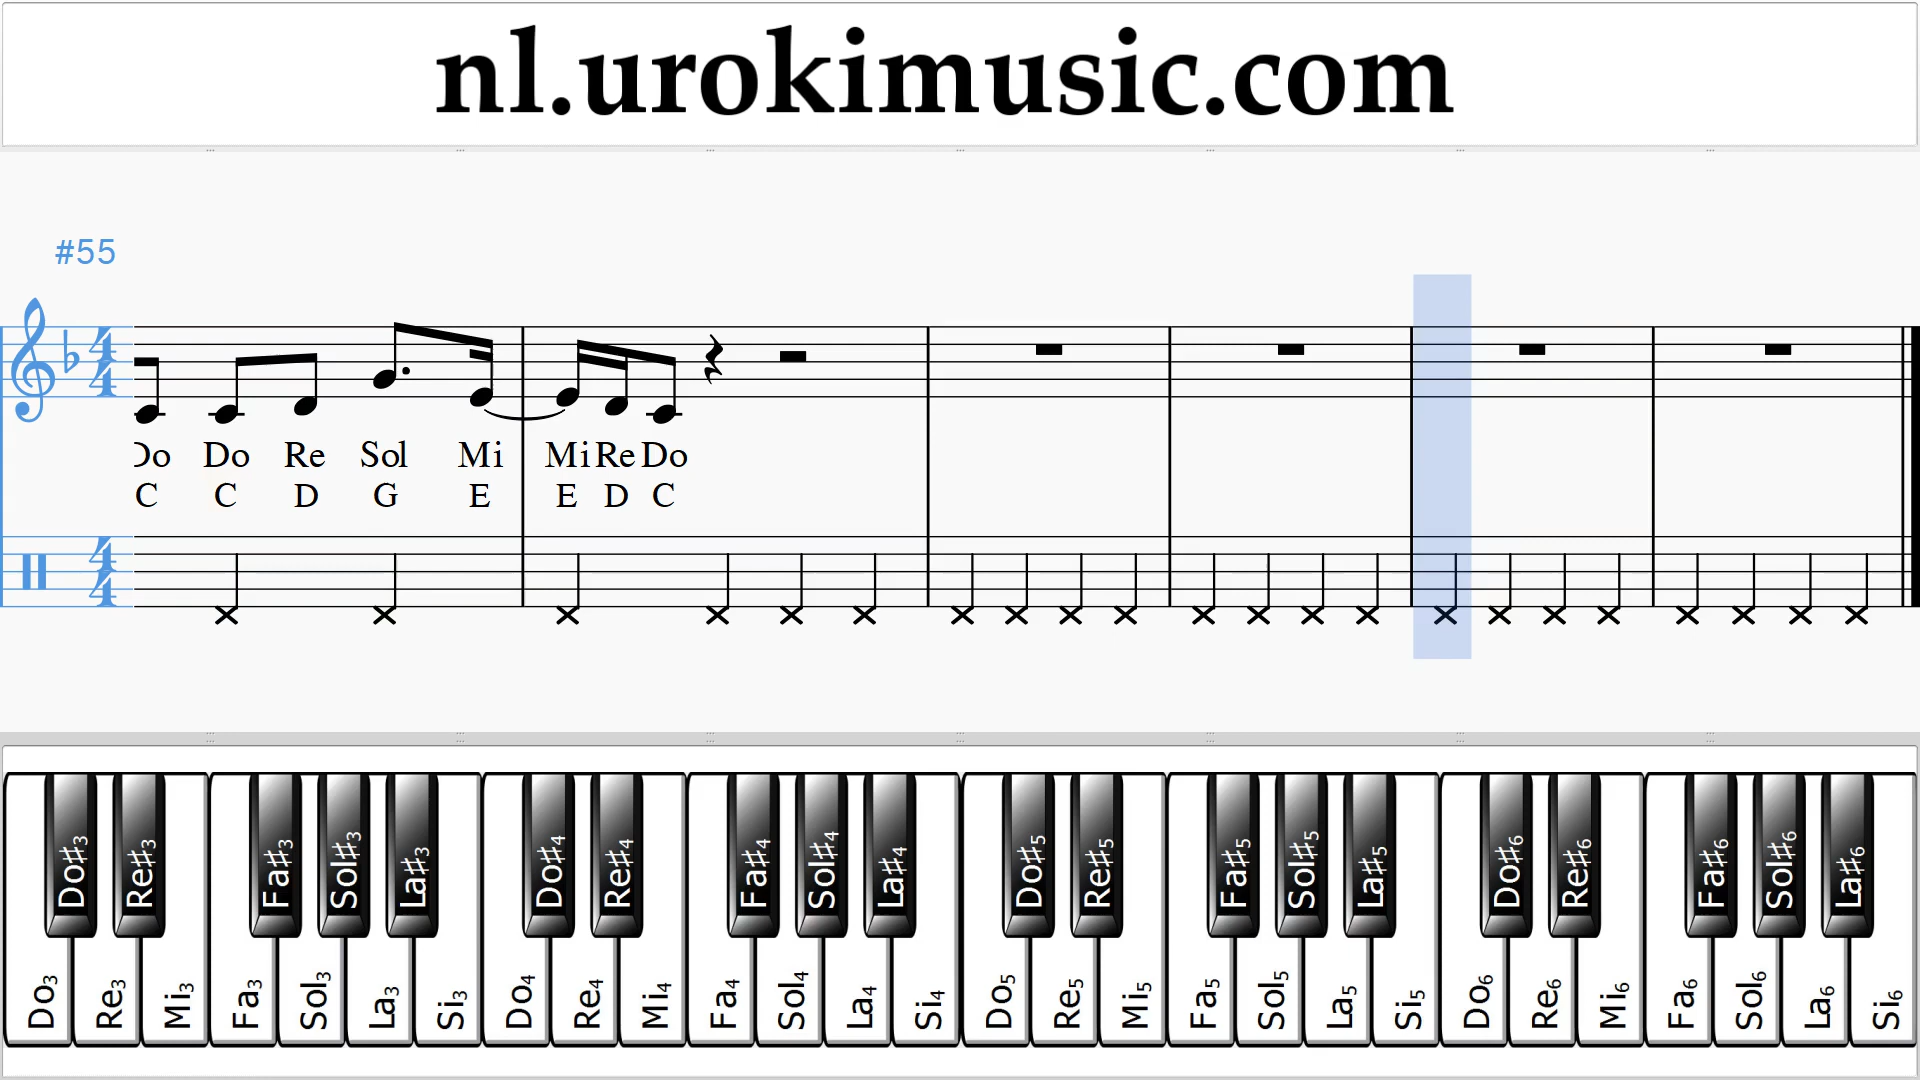 nl.urokimusic.com
#55
Do Do Re Sol Mi Mi Re Do
C C D G E E D C
Do#3 Re#3 Fa#3 Sol#3 La#3 Do#4 Re#4 Fa#4 Sol#4 La#4 Do#5 Re#5 Fa#5 Sol#5 La#5 Do#6 Re#6 Fa#6 Sol#6 La#6
Do3 Re3 Mi3 Fa3 Sol3 La3 Si3 Do4 Re4 Mi4 Fa4 Sol4 La4 Si4 Do5 Re5 Mi5 Fa5 Sol5 La5 Si5 Do6 Re6 Mi6 Fa6 Sol6 La6 Si6